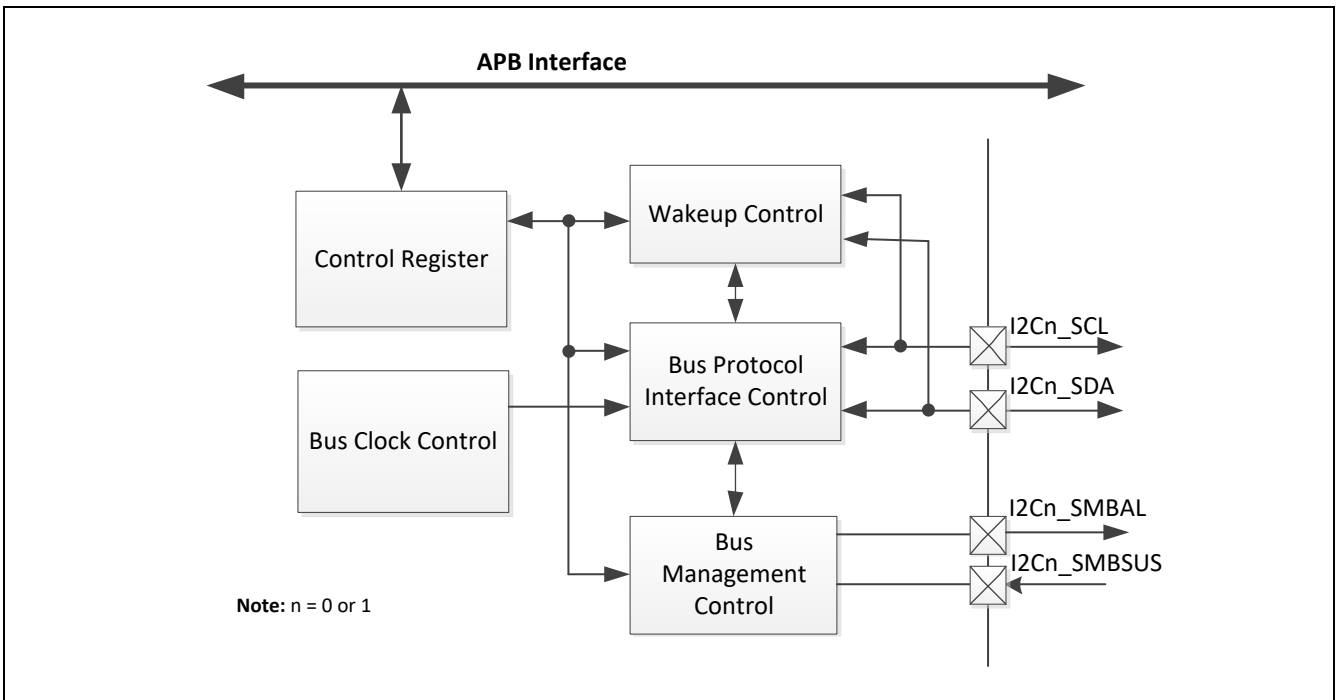 APB Interface
Wakeup Control
Control Register
I2Cn_SCL
Bus Protocol
Interface Control
I2Cn_SDA
Bus Clock Control
I2Cn_SMBAL
Bus
Management
Control
I2Cn_SMBSUS
Note: n = 0 or 1